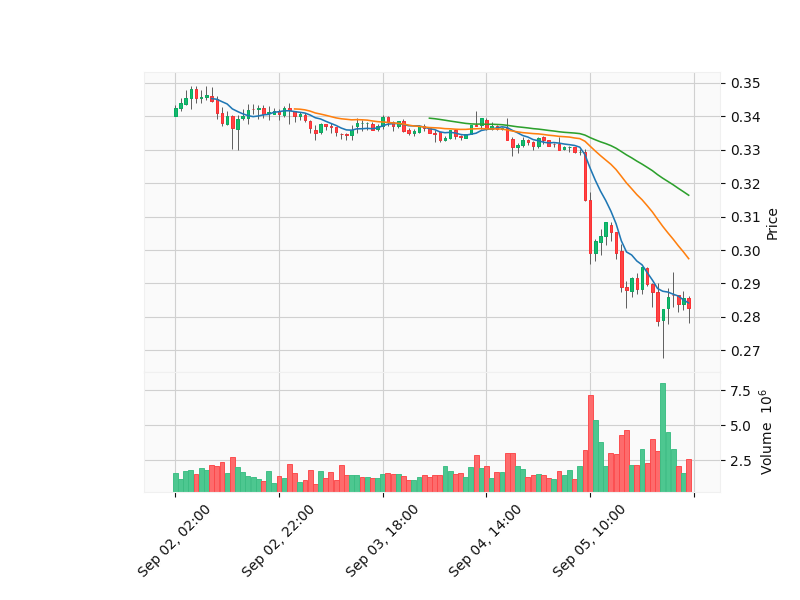 0.35
0.34
0.33
0.32
0.31
0.30
0.29
0.28
0.27
Price
7.5
5.0
2.5
Volume 10⁶
Sep 02, 02:00
Sep 02, 22:00
Sep 03, 18:00
Sep 04, 14:00
Sep 05, 10:00